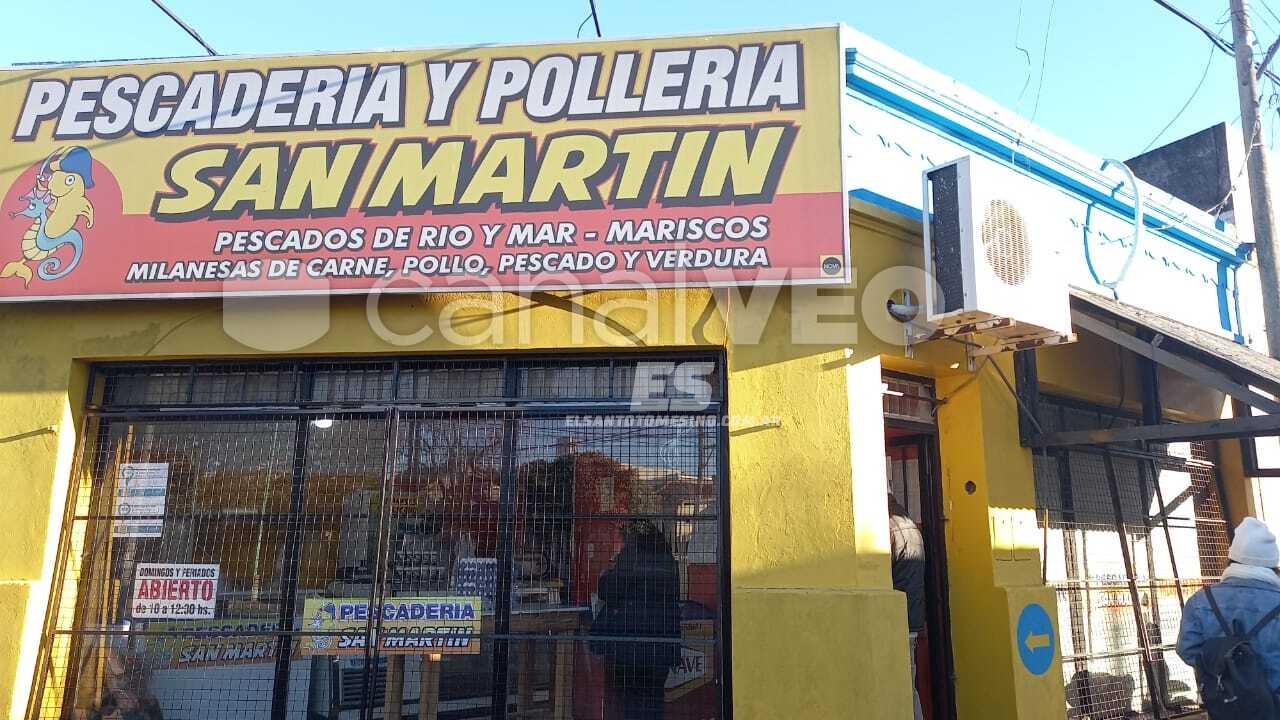 PESCADERIA Y POLLERIA
SAN MARTIN
PESCADOS DE RIO Y MAR - MARISCOS
MILANESAS DE CARNE, POLLO, PESCADO Y VERDURA
canalVEO
ES
ELSANTOTOMESINO.COM.AR
DOMINGOS Y FERIADOS
ABIERTO
de 10 a 12:30 hs.
PESCADERIA
SAN MARTIN
SAN MARTIN
AVE